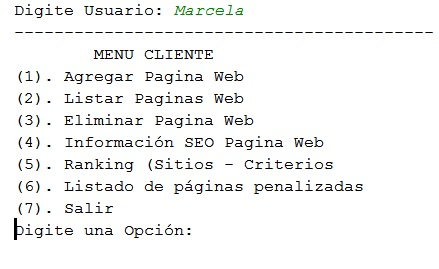 Digite Usuario: Marcela
------------------------------------------
MENU CLIENTE
(1). Agregar Pagina Web
(2). Listar Paginas Web
(3). Eliminar Pagina Web
(4). Información SEO Pagina Web
(5). Ranking (Sitios - Criterios
(6). Listado de páginas penalizadas
(7). Salir
Digite una Opción: